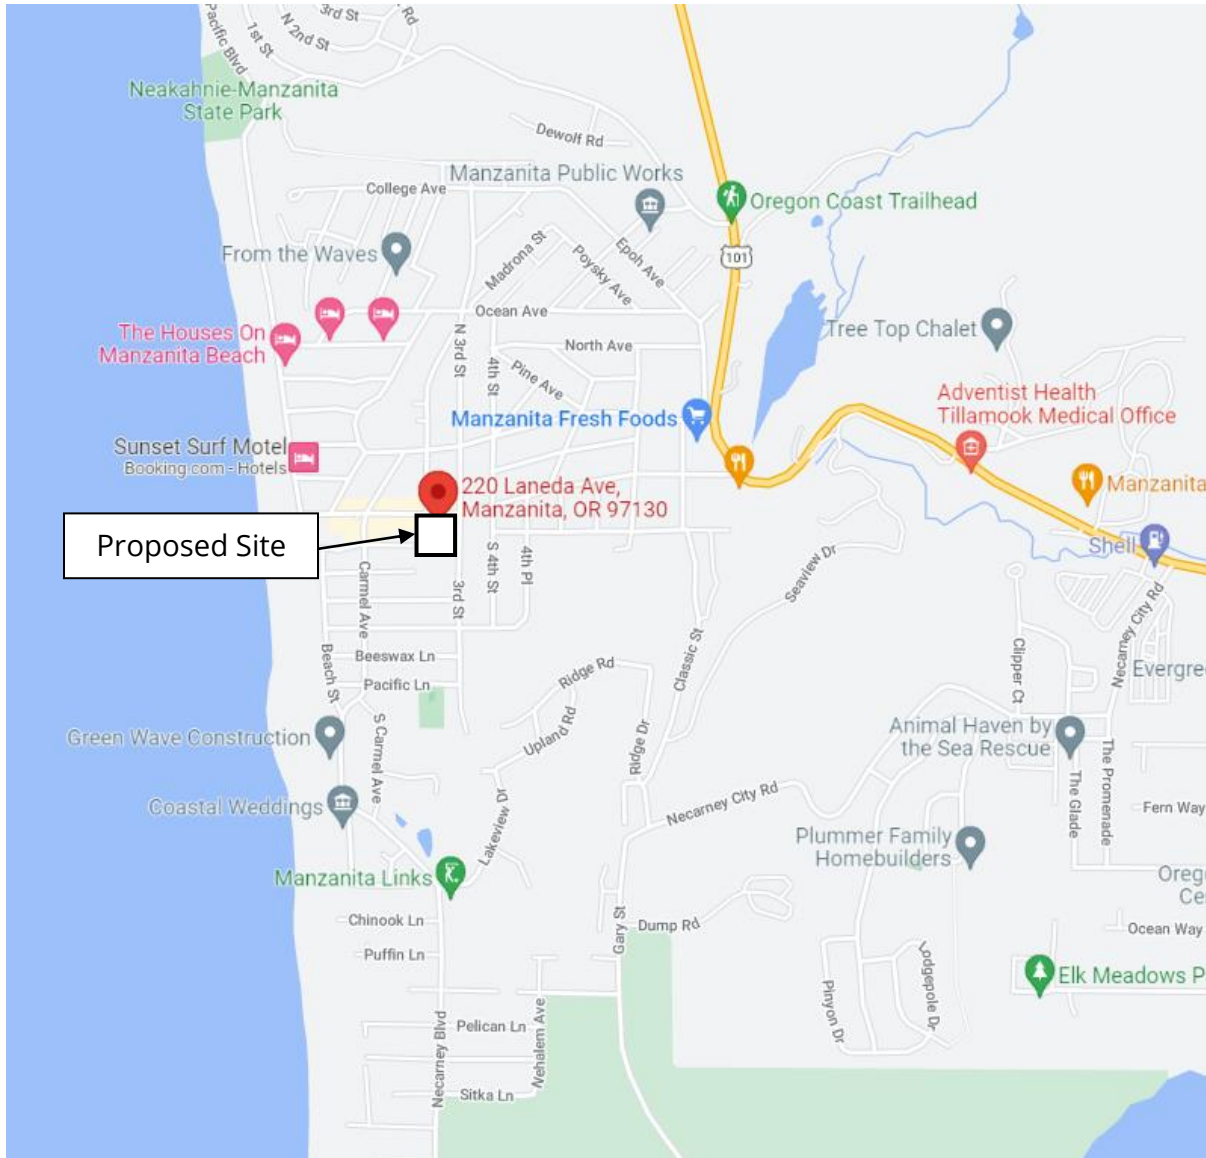 3rd St
Rd
Pacific Blvd
1st St
N 2nd St
Neakahnie-Manzanita
State Park
Dewolf Rd
Manzanita Public Works
College Ave
Oregon Coast Trailhead
From the Waves
Madrona St
Poysky Ave
Epoh Ave
101
Ocean Ave
The Houses On
Manzanita Beach
N 3rd St
4th St
North Ave
Pine Ave
Tree Top Chalet
Adventist Health
Tillamook Medical Office
Manzanita Fresh Foods
Sunset Surf Motel
Booking.com - Hotels
220 Laneda Ave,
Manzanita, OR 97130
Manzanita
Proposed Site
Shell
Carmel Ave
3rd St
S 4th St
4th Pl
Seaview Dr
Necarney City Rd
Beeswax Ln
Pacific Ln
Beach St
Ridge Rd
Classic St
Clipper Ct
Evergre
Green Wave Construction
S Carmel Ave
Upland Rd
Ridge Dr
Animal Haven by
the Sea Rescue
The Glade
The Promenade
Coastal Weddings
Lakeview Dr
Necarney City Rd
Fern Way
Plummer Family
Homebuilders
Manzanita Links
Oreg
Ce
Chinook Ln
Gary St
Dump Rd
Ocean Way
Puffin Ln
Lodgepole Dr
Elk Meadows P
Pinyon Dr
Necarney Blvd
Pelican Ln
Nehalem Ave
Sitka Ln